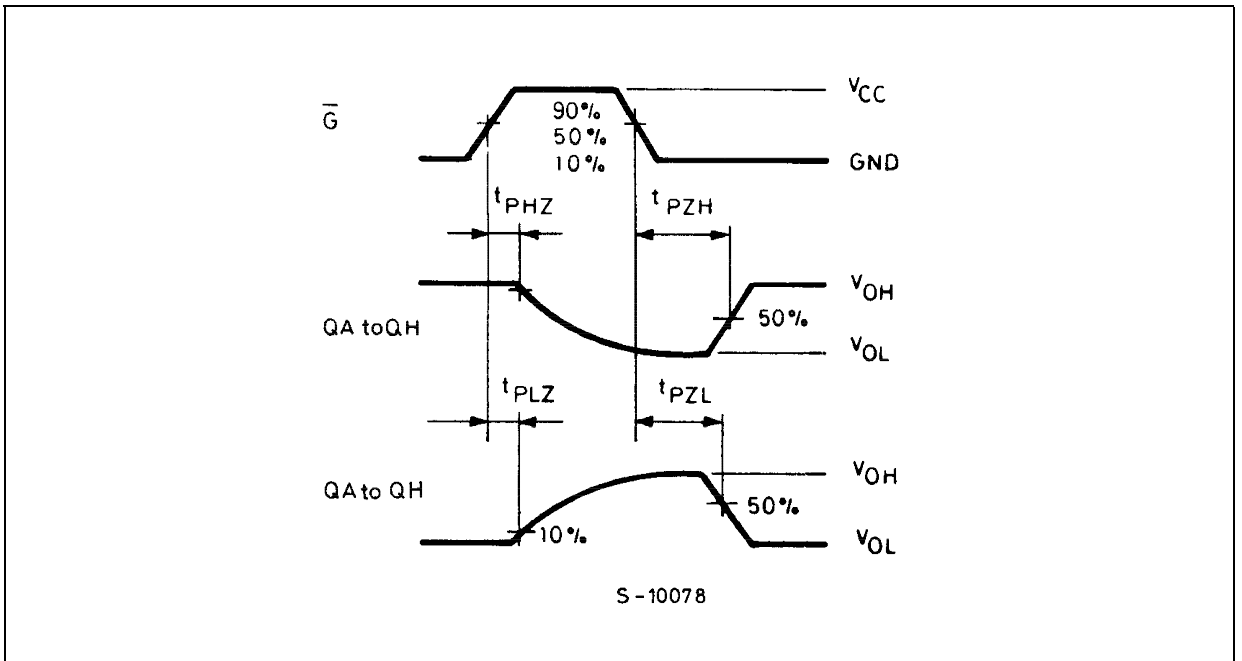 G̅
90%
50%
10%
VCC
GND
tPHZ
tPZH
QA to QH
VOH
50%
VOL
tPLZ
tPZL
QA to QH
VOH
50%
10%
VOL
S-10078